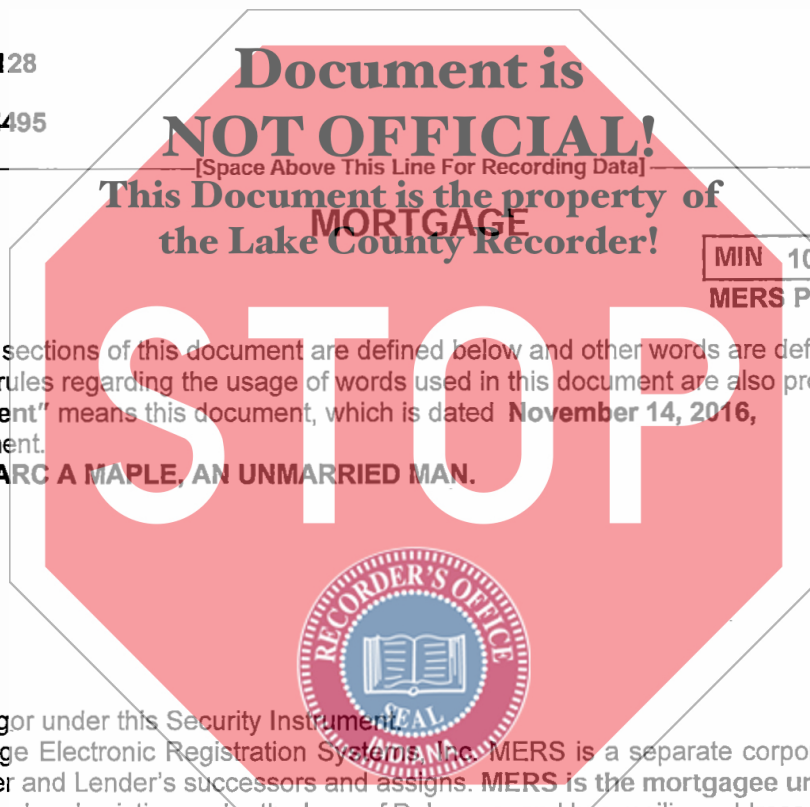 128
Document is
495
NOT OFFICIAL!
[Space Above This Line For Recording Data]
This Document is the property of
MORTGAGE
the Lake County Recorder!
MIN 10
MERS P
STOP
sections of this document are defined below and other words are def
rules regarding the usage of words used in this document are also pro
ent" means this document, which is dated November 14, 2016,
ent.
ARC A MAPLE, AN UNMARRIED MAN.
RECORDER'S OFFICE
SEAL
INDIANA
gor under this Security Instrument.
ge Electronic Registration Systems, Inc. MERS is a separate corpo
er and Lender's successors and assigns. MERS is the mortgagee un